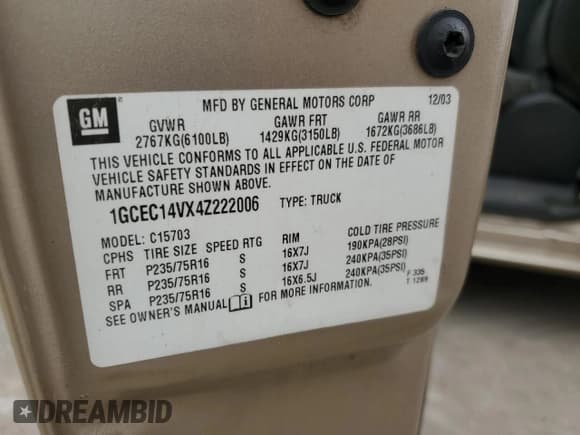 GM
MFD BY GENERAL MOTORS CORP 12/03
GVWR GAWR FRT GAWR RR
2767KG(6100LB) 1429KG(3150LB) 1672KG(3686LB)
THIS VEHICLE CONFORMS TO ALL APPLICABLE U.S. FEDERAL MOTOR
VEHICLE SAFETY STANDARDS IN EFFECT ON THE DATE OF
MANUFACTURE SHOWN ABOVE.
1GCEC14VX4Z222006 TYPE: TRUCK
MODEL: C15703
CPHS TIRE SIZE SPEED RTG RIM COLD TIRE PRESSURE
FRT P235/75R16 S 16X7J 190KPA(28PSI)
RR P235/75R16 S 16X7J 240KPA(35PSI)
SPA P235/75R16 S 16X6.5J 240KPA(35PSI)
SEE OWNER'S MANUAL FOR MORE INFORMATION.
F 335
T 1289
DREAMBID